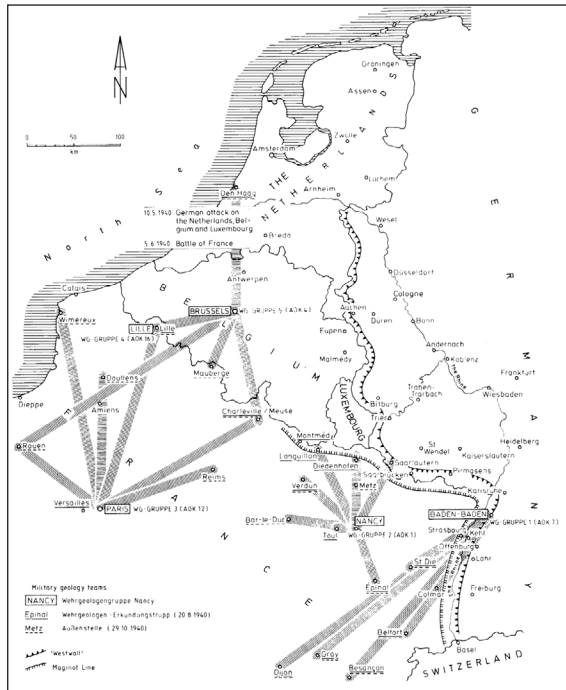 N
0 50 100
km
North Sea
Groningen
Assen
Zwolle
Amsterdam
Lochem
THE NETHERLANDS
Den Haag
Arnheim
10.5.1940 German attack on
the Netherlands, Bel-
gium and Luxembourg
5.6.1940 Battle of France
Breda
Wesel
GERMANY
Antwerpen
Düsseldorf
Cologne
Calais
BELGIUM
Wimereux
BRUSSELS
WG-GRUPPE 5 (AOK 4)
LILLE
Lille
WG-GRUPPE 4 (AOK 16)
Aachen
Düren
Bonn
Eupen
Malmedy
Andernach
Koblenz
the Rhine
Mauberge
Doullens
Amiens
Dieppe
FRANCE
Charleville/Meuse
LUXEMBOURG
Bitburg
Trier
Traben-
Trarbach
Frankfurt
Wiesbaden
Rouen
Montmédy
Longuillon
Diedenhofen
Saarlautern
Saarbrücken
St
Wendel
Kaiserslautern
Heidelberg
Pirmasens
Reims
Verdun
Metz
Karlsruhe
Versailles
PARIS
WG-GRUPPE 3 (AOK 12)
Bar-le-Duc
Toul
NANCY
WG-GRUPPE 2 (AOK 1)
BADEN-BADEN
WG-GRUPPE 1 (AOK 7)
Strasbourg
Kehl
Offenburg
Lahr
St Dié
Epinal
Colmar
Freiburg
Belfort
Basel
Gray
Dijon
Besançon
SWITZERLAND
Military geology teams
NANCY Wehrgeologengruppe Nancy
Epinal Wehrgeologen-Erkundungstrupp (20.8.1940)
Metz Außenstelle (29.10.1940)
'Westwall'
Maginot Line